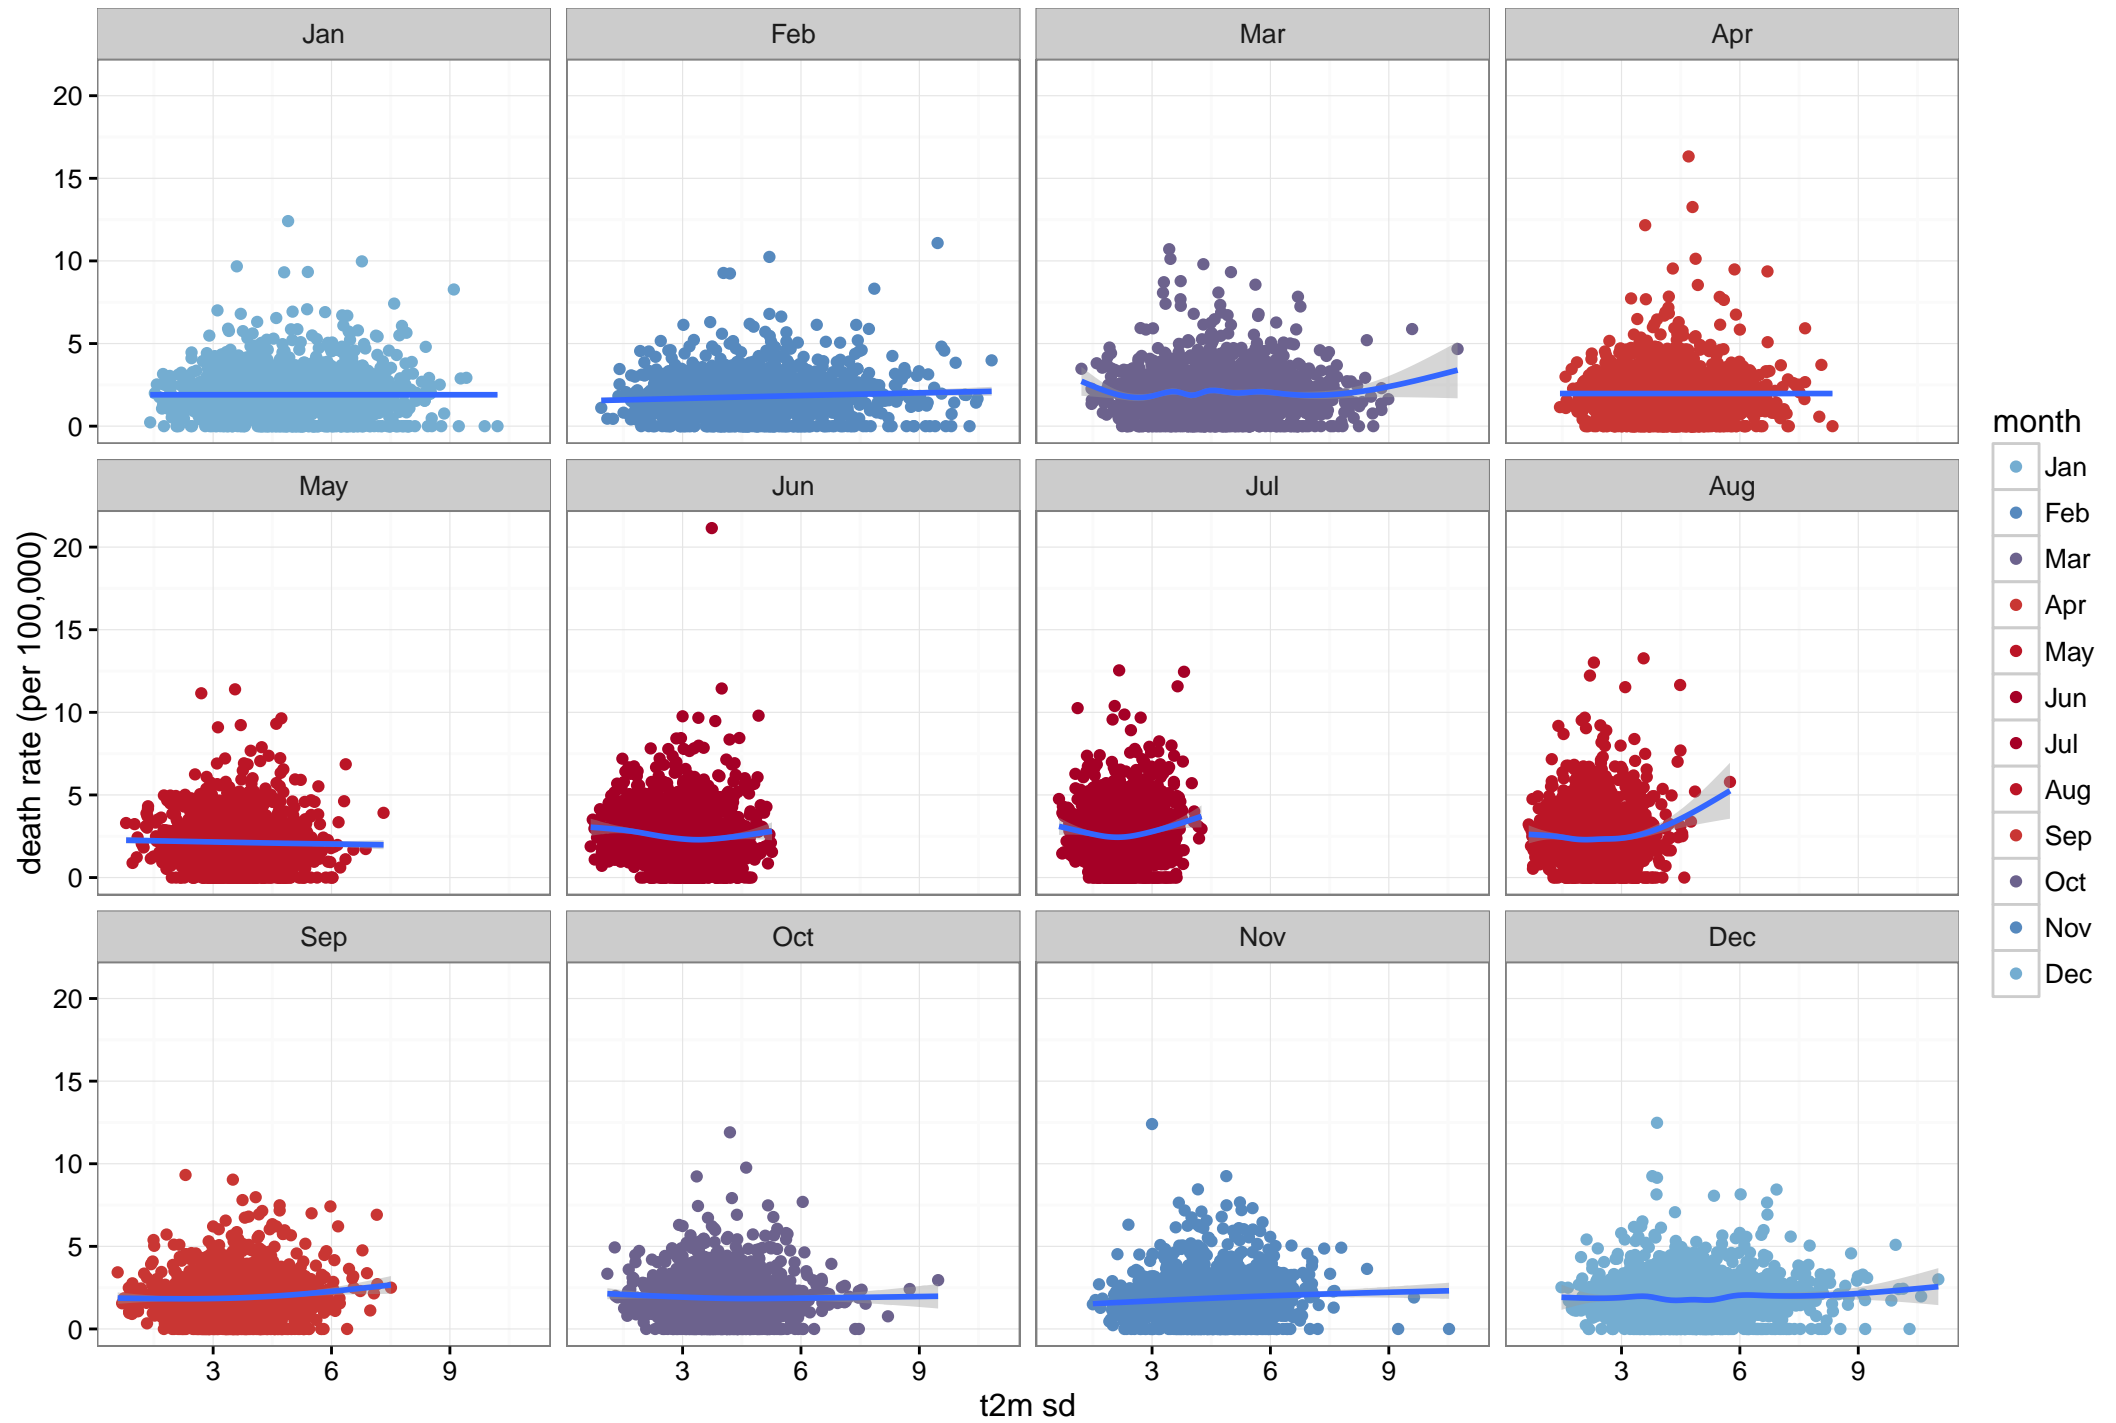 Jan Feb Mar Apr
20
15
10
5
0
May Jun Jul Aug
20
15
10
5
0
Sep Oct Nov Dec
20
15
10
5
0
3 6 9 3 6 9 3 6 9 3 6 9
t2m sd
death rate (per 100,000)
month
Jan
Feb
Mar
Apr
May
Jun
Jul
Aug
Sep
Oct
Nov
Dec